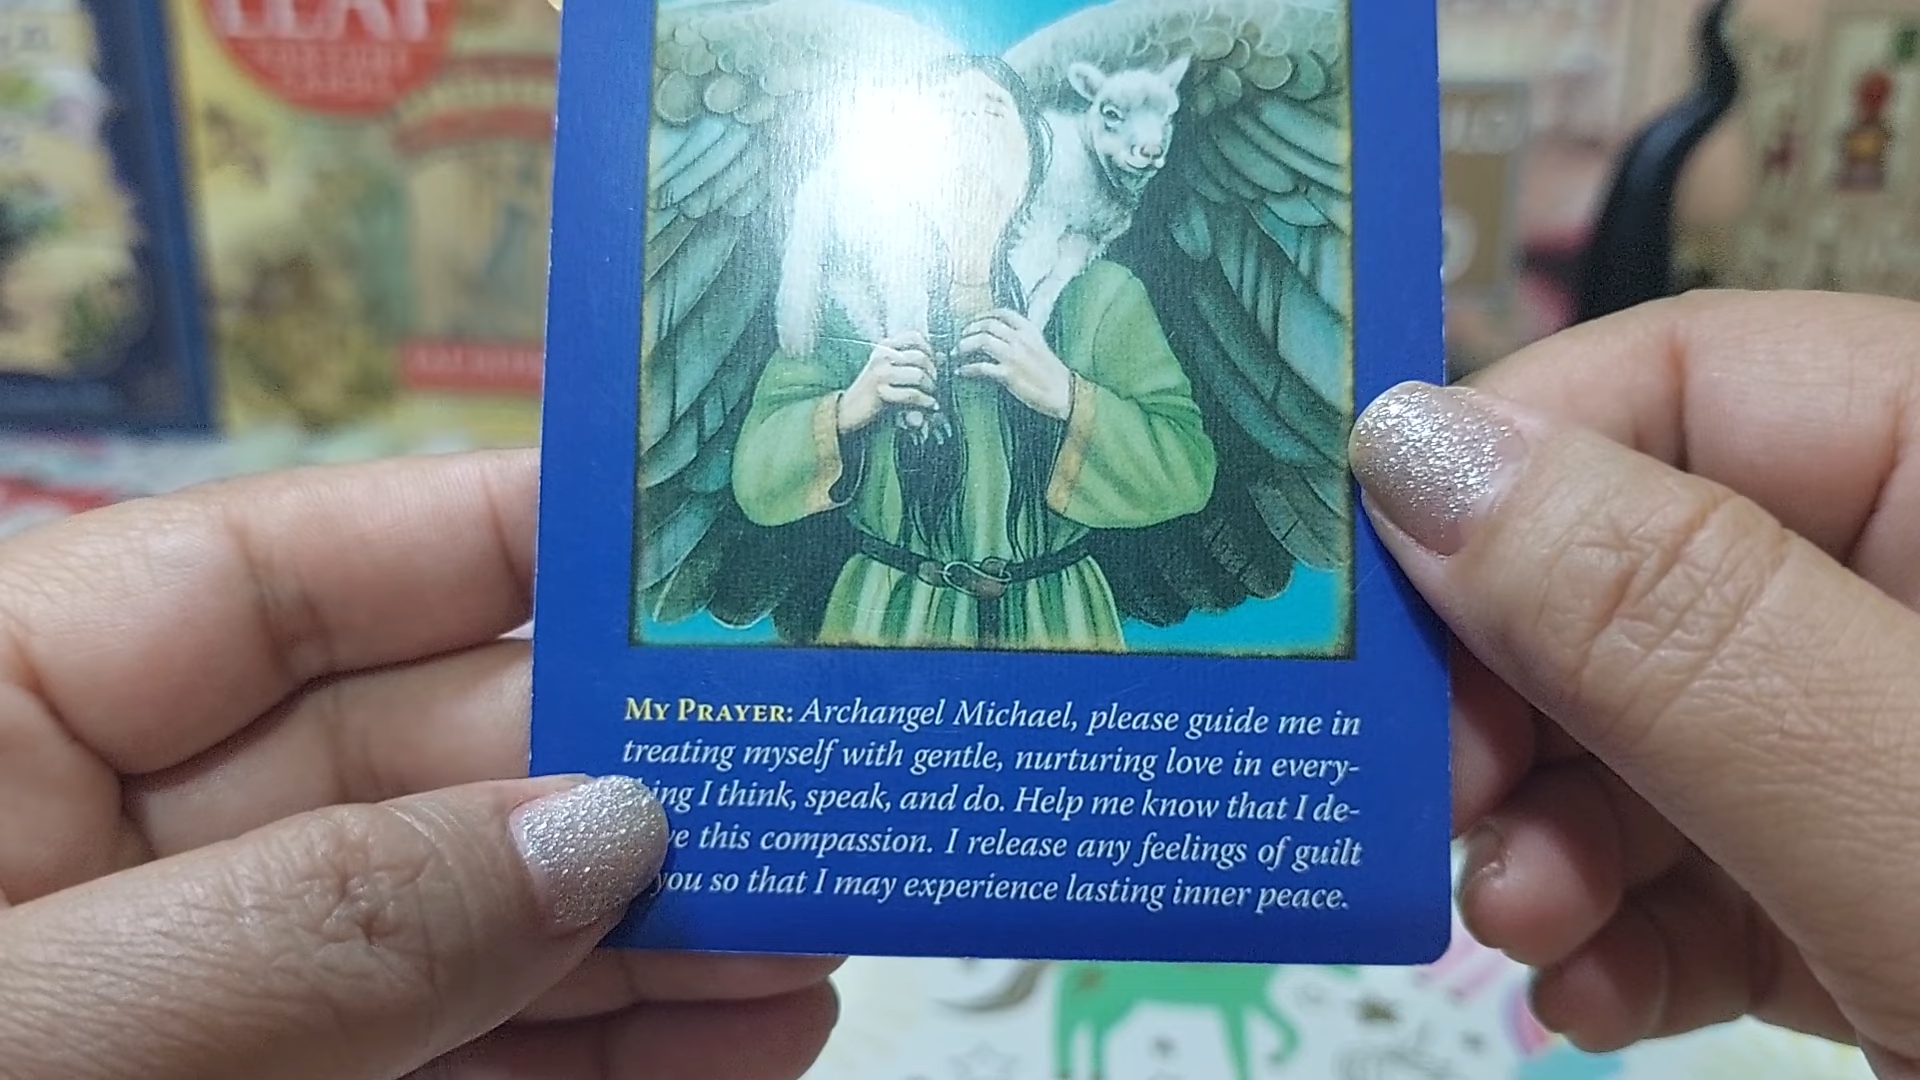 LEAF
MY PRAYER: Archangel Michael, please guide me in
treating myself with gentle, nurturing love in every-
ing I think, speak, and do. Help me know that I de-
e this compassion. I release any feelings of guilt
you so that I may experience lasting inner peace.